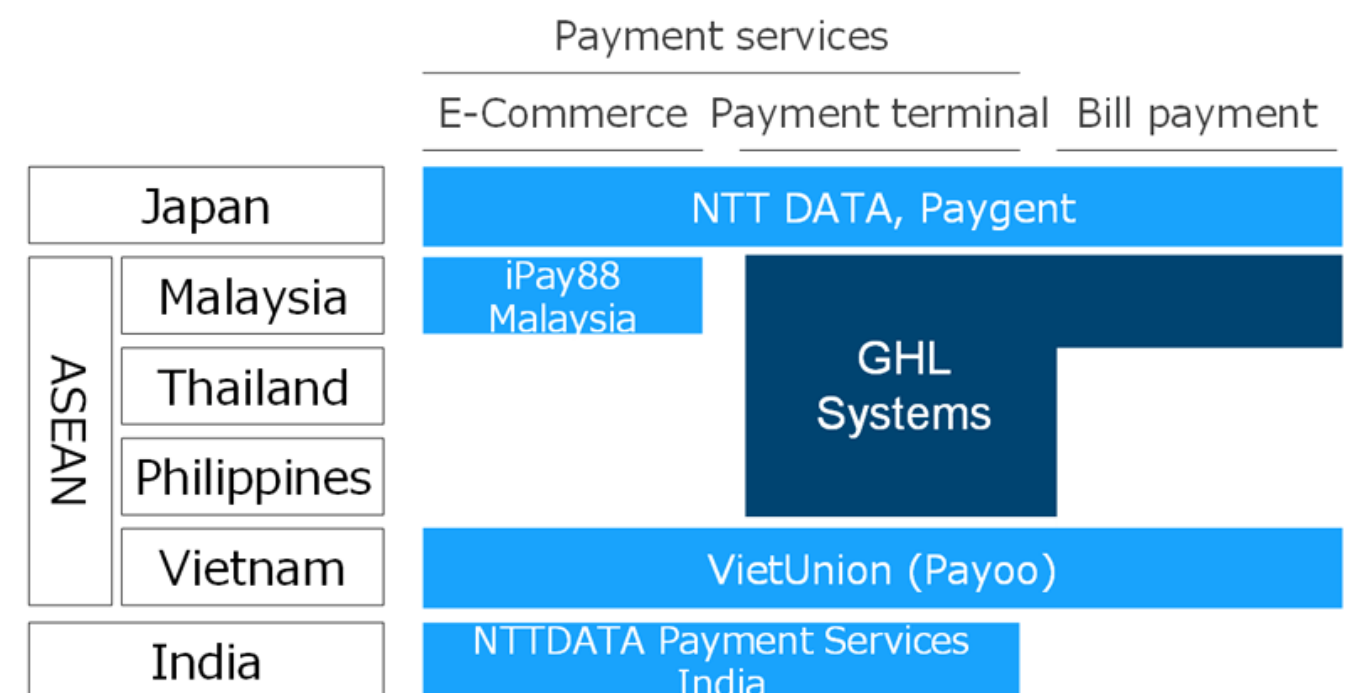 Payment services
E-Commerce Payment terminal Bill payment
Japan
NTT DATA, Paygent
ASEAN
Malaysia
iPay88
Malaysia
GHL
Systems
Thailand
Philippines
Vietnam
VietUnion (Payoo)
India
NTTDATA Payment Services
India